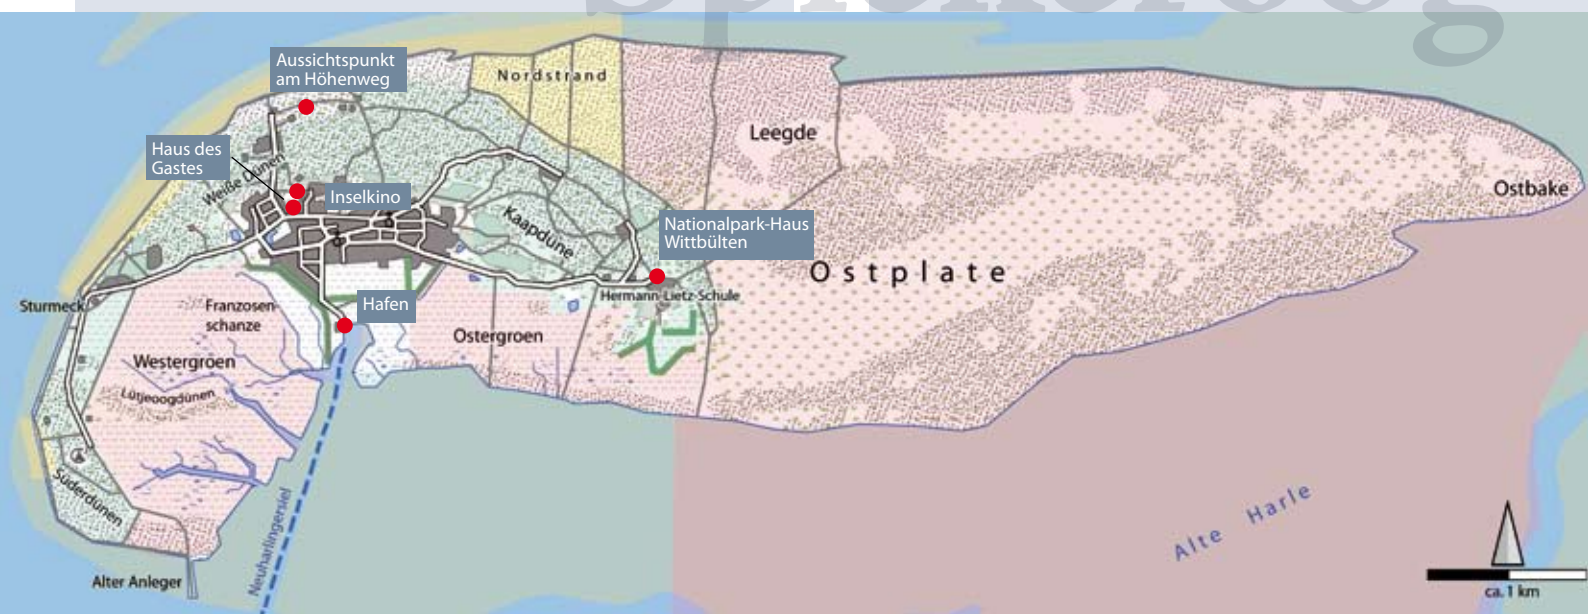 Spiekeroog
Aussichtspunkt
am Höhenweg
Nordstrand
Leegde
Haus des
Gastes
Weiße Dünen
Inselkino
Ostbake
Kaapdüne
Nationalpark-Haus
Wittbülten
Ostplate
Sturmeck
Franzosen-
schanze
Hafen
Hermann-Lietz-Schule
Westergroen
Ostergroen
Lütjeoogdünen
Süderdünen
Neuharlingersiel
Alte Harle
Alter Anleger
ca. 1 km